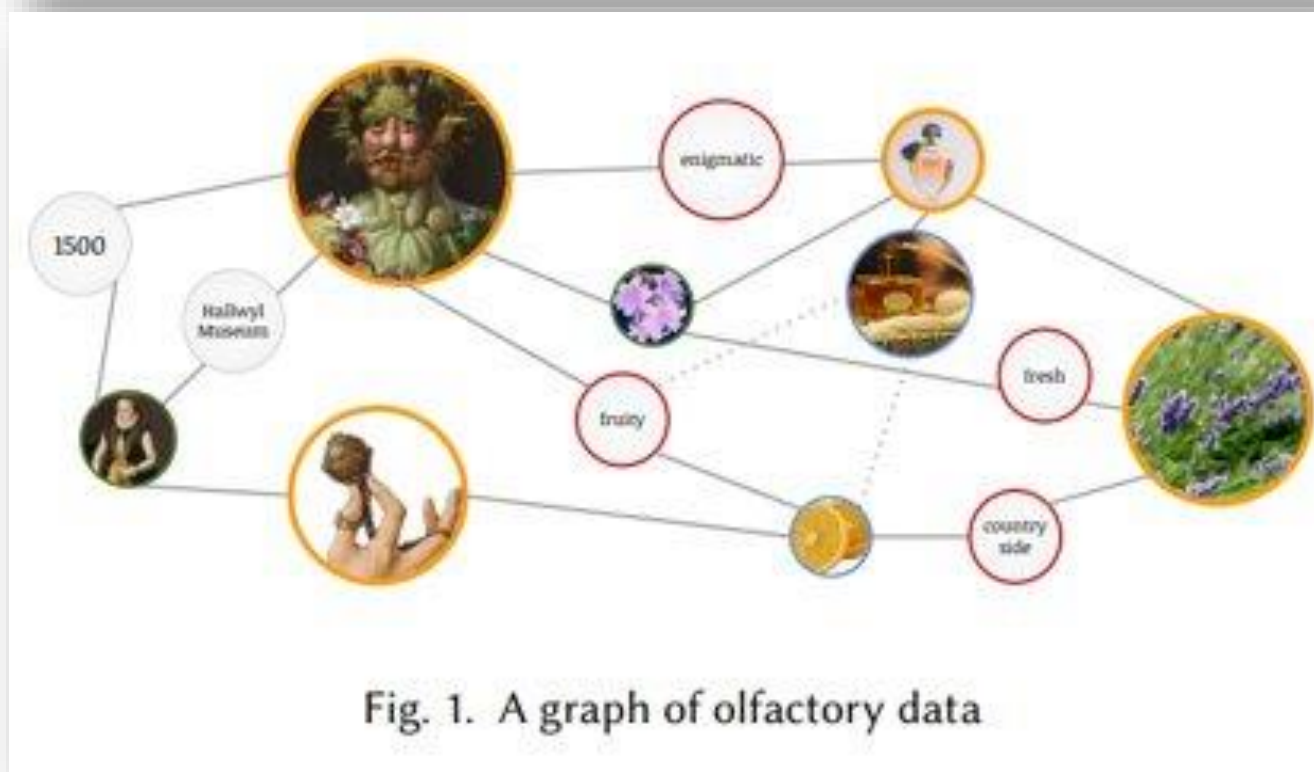 enigmatic
1500
Hallwyl
Museum
fresh
fruity
country
side
Fig. 1. A graph of olfactory data